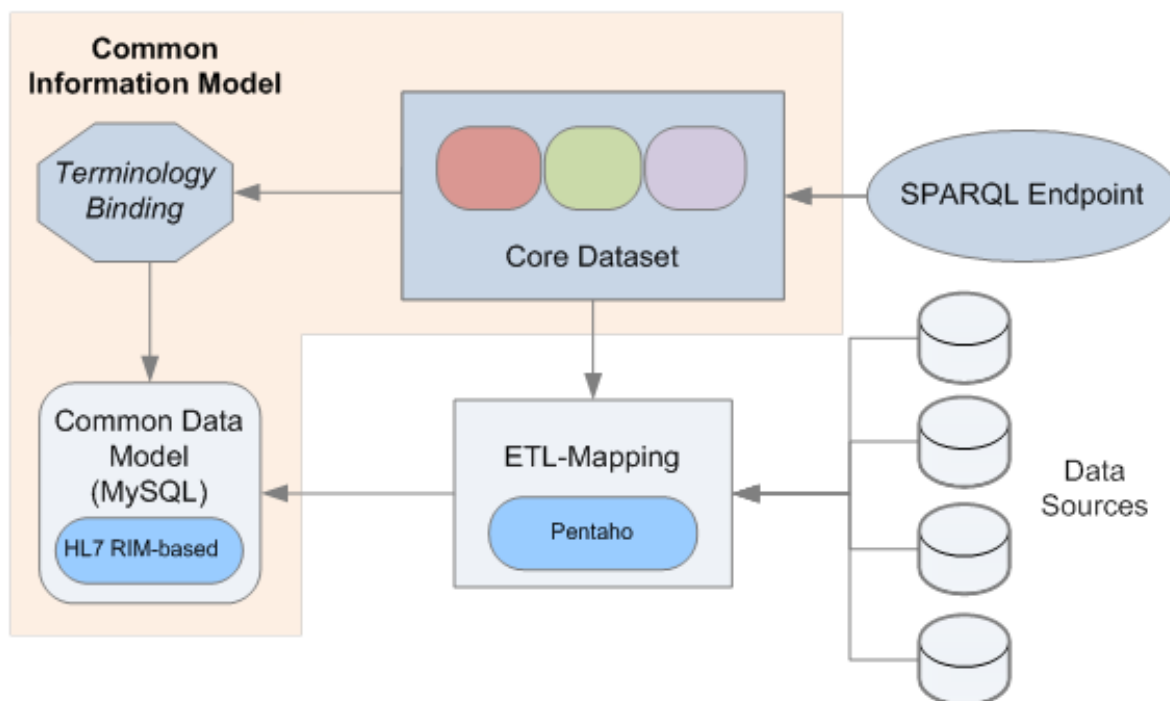 Common
Information Model
Terminology
Binding
Core Dataset
SPARQL Endpoint
Common Data
Model
(MySQL)
HL7 RIM-based
ETL-Mapping
Pentaho
Data
Sources